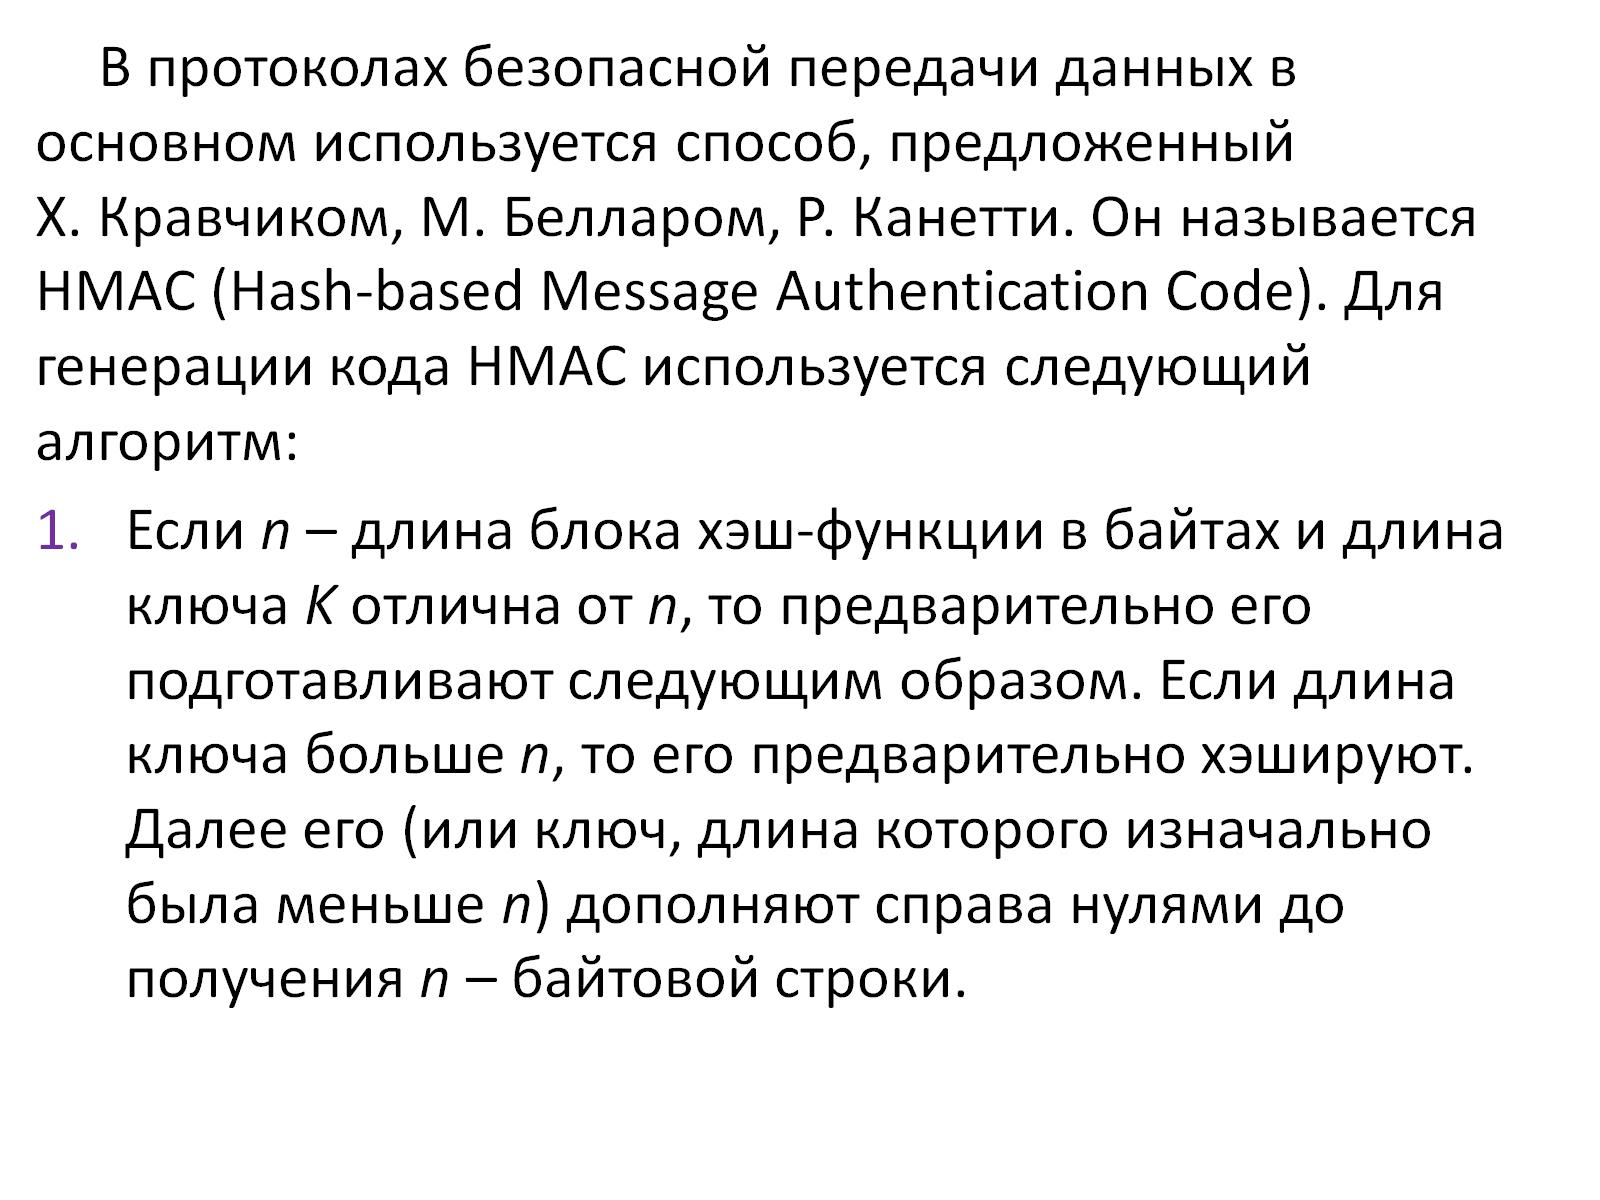 В протоколах безопасной передачи данных в
основном используется способ, предложенный
Х. Кравчиком, М. Белларом, Р. Канетти. Он называется
HMAC (Hash-based Message Authentication Code). Для
генерации кода HMAC используется следующий
алгоритм:
1. Если n – длина блока хэш-функции в байтах и длина
ключа K отлична от n, то предварительно его
подготавливают следующим образом. Если длина
ключа больше n, то его предварительно хэшируют.
Далее его (или ключ, длина которого изначально
была меньше n) дополняют справа нулями до
получения n – байтовой строки.